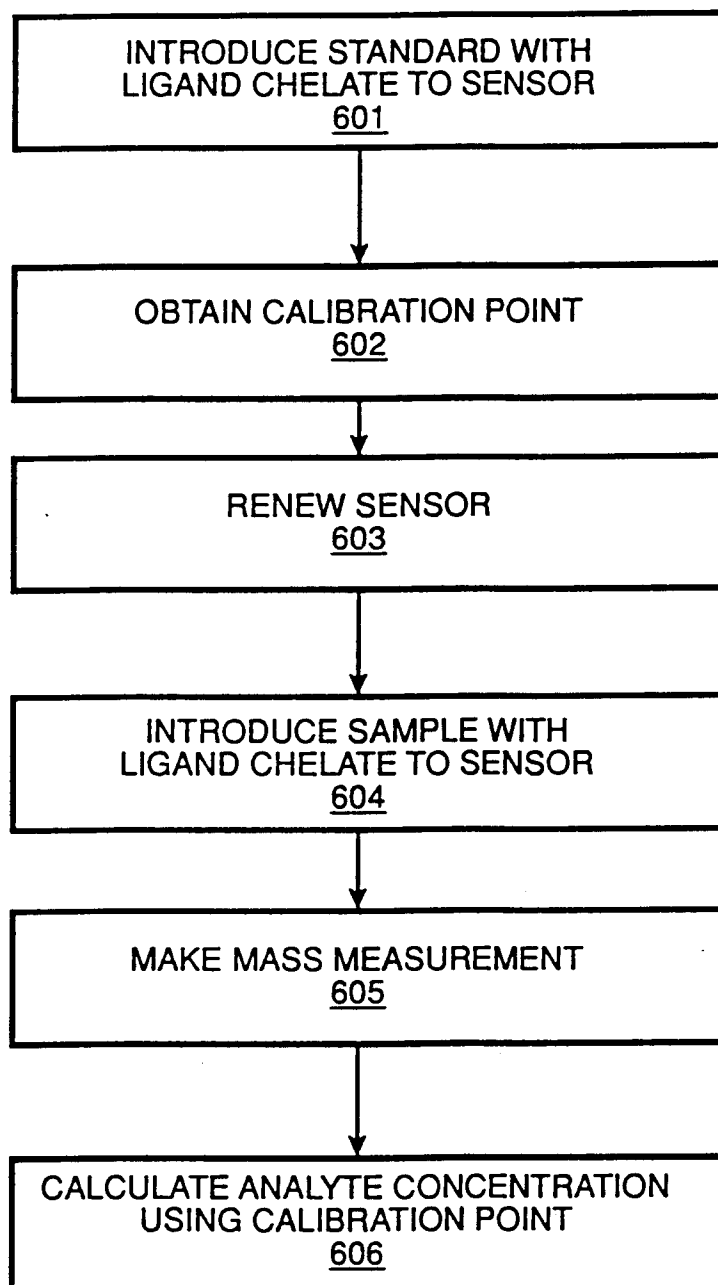 INTRODUCE STANDARD WITH
LIGAND CHELATE TO SENSOR
601
OBTAIN CALIBRATION POINT
602
RENEW SENSOR
603
INTRODUCE SAMPLE WITH
LIGAND CHELATE TO SENSOR
604
MAKE MASS MEASUREMENT
605
CALCULATE ANALYTE CONCENTRATION
USING CALIBRATION POINT
606